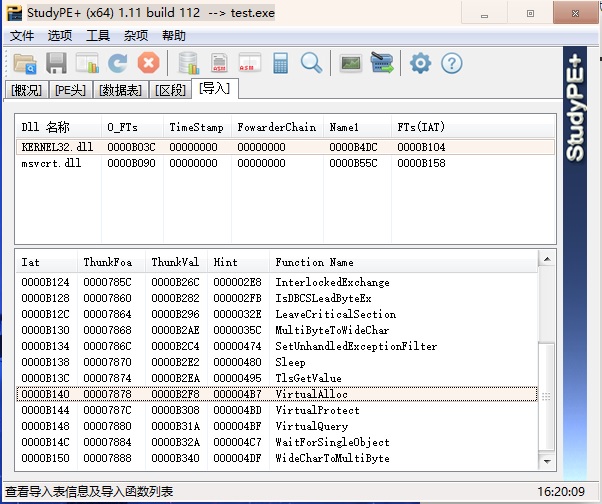 StudyPE+ (x64) 1.11 build 112 --> test.exe
文件 选项 工具 杂项 帮助
[概况] [PE头] [数据表] [区段] [导入]
Dll 名称 O_FTs TimeStamp FowarderChain Name1 FTs(IAT)
KERNEL32.dll 0000B03C 00000000 00000000 0000B4DC 0000B104
msvcrt.dll 0000B090 00000000 00000000 0000B55C 0000B158
Iat ThunkFoa ThunkVal Hint Function Name
0000B124 0000785C 0000B26C 000002E8 InterlockedExchange
0000B128 00007860 0000B282 000002FB IsDBCSLeadByteEx
0000B12C 00007864 0000B296 0000032E LeaveCriticalSection
0000B130 00007868 0000B2AE 0000035C MultiByteToWideChar
0000B134 0000786C 0000B2C4 00000474 SetUnhandledExceptionFilter
0000B138 00007870 0000B2E2 00000480 Sleep
0000B13C 00007874 0000B2EA 00000495 TlsGetValue
0000B140 00007878 0000B2F8 000004B7 VirtualAlloc
0000B144 0000787C 0000B308 000004BD VirtualProtect
0000B148 00007880 0000B31A 000004BF VirtualQuery
0000B14C 00007884 0000B32A 000004C7 WaitForSingleObject
0000B150 00007888 0000B340 000004DF WideCharToMultiByte
StudyPE+
查看导入表信息及导入函数列表 16:20:09